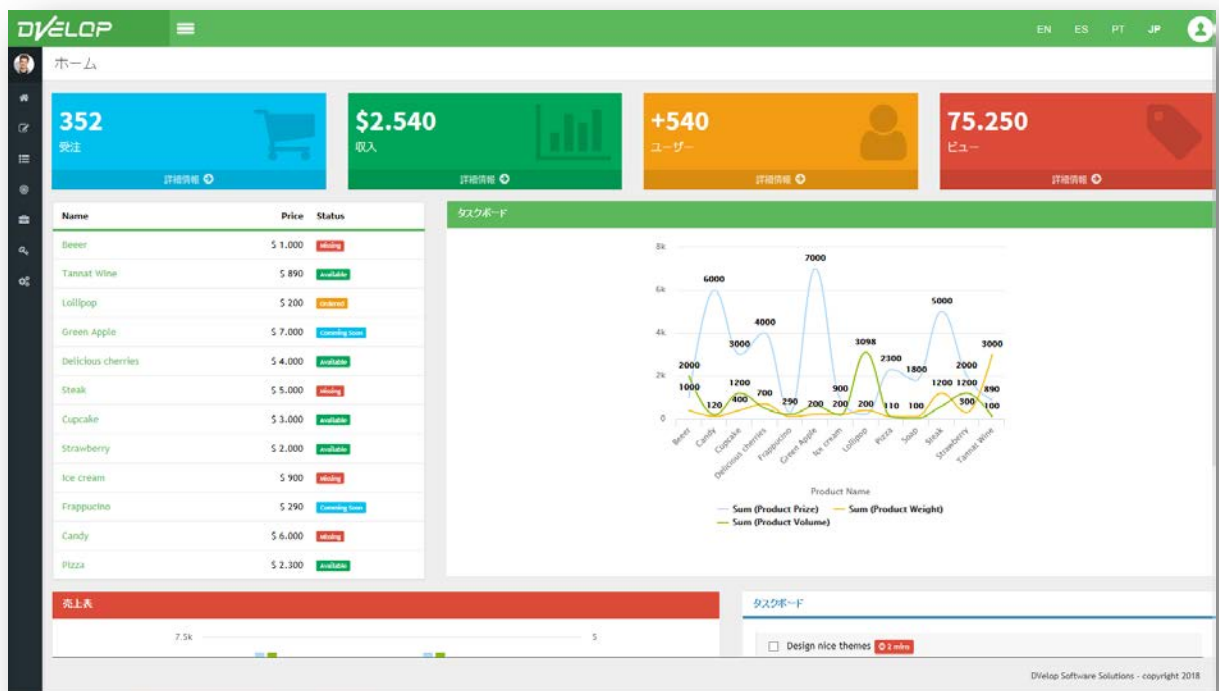 DVELOP
EN ES PT JP
ホーム
352
受注
詳細情報
$2.540
収入
詳細情報
+540
ユーザー
詳細情報
75.250
ビュー
詳細情報
Name Price Status
Beeer $ 1.000 Missing
Tannat Wine $ 890 Available
Lollipop $ 200 Ordered
Green Apple $ 7.000 Comming Soon
Delicious cherries $ 4.000 Available
Steak $ 5.000 Missing
Cupcake $ 3.000 Available
Strawberry $ 2.000 Available
Ice cream $ 900 Missing
Frappucino $ 290 Comming Soon
Candy $ 6.000 Missing
Pizza $ 2.300 Available
タスクボード
8k
7000
6000
6k
5000
4000
4k
3000
3098
3000
2300
2000
1800
2000
2k
1000
1200
700
900
1200
1200
890
120
400
290
200
200
200
110
100
300
100
0
Beeer
Candy
Cupcake
Delicious cherries
Frappucino
Green Apple
Ice cream
Lollipop
Pizza
Soap
Steak
Strawberry
Tannat Wine
Product Name
Sum (Product Prize) Sum (Product Weight)
Sum (Product Volume)
売上表
7.5k 5
タスクボード
Design nice themes 2 mins
DVelop Software Solutions - copyright 2018